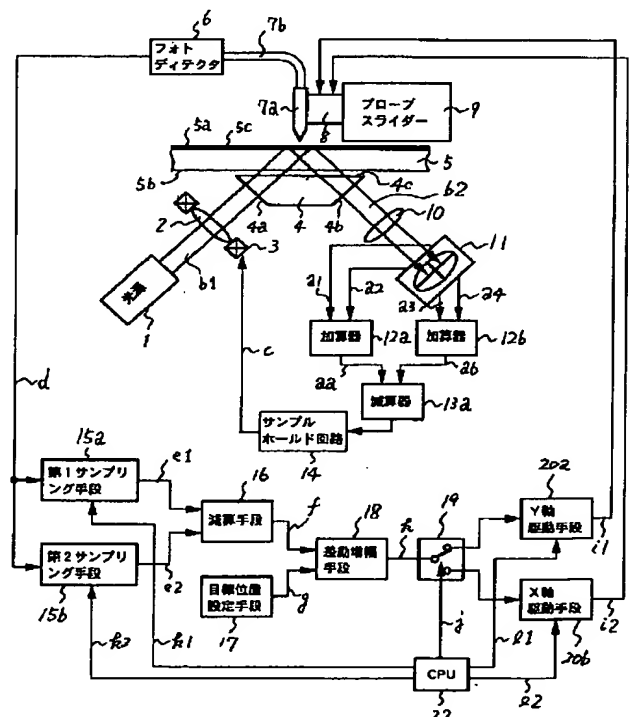 6
7b
フォト
ディテクタ
7a
8
プローブ
スライダー
9
5a
5c
5
5b
4c
b2
4a
4
4b
10
2
3
11
光源
1
b1
a1
a2
a3
a4
加算器
12a
加算器
12b
c
aa
ab
減算器
13a
サンプル
ホールド回路
14
d
15a
第1サンプリ
ング手段
e1
16
減算手段
f
18
差動増幅
手段
h
19
20a
Y軸
駆動手段
i1
第2サンプリ
ング手段
15b
e2
目標位置
設定手段
17
g
j
X軸
駆動手段
20b
i2
k2
k1
l1
CPU
l2